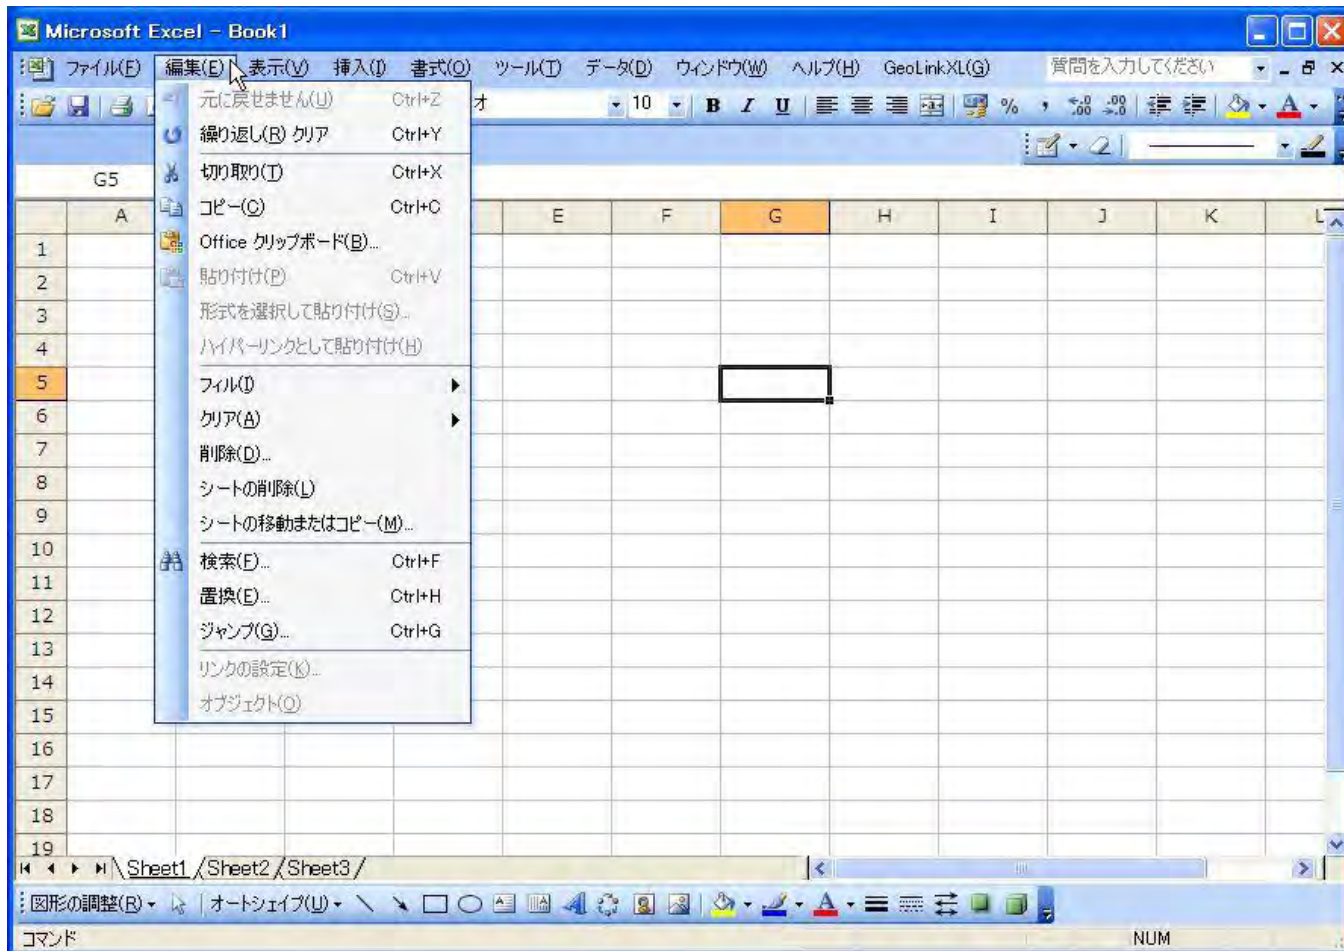 Microsoft Excel - Book1
ファイル(F) 編集(E) 表示(V) 挿入(I) 書式(O) ツール(T) データ(D) ウィンドウ(W) ヘルプ(H) GeoLinkXL(G) 質問を入力してください
元に戻せません(U) Ctrl+Z
オ 10 B I U % ,
繰り返し(R) クリア Ctrl+Y
切り取り(T) Ctrl+X
G5
コピー(C) Ctrl+C
A E F G H I J K L
Office クリップボード(B)...
貼り付け(P) Ctrl+V
形式を選択して貼り付け(S)...
ハイパーリンクとして貼り付け(H)
フィル(I)
クリア(A)
削除(D)...
シートの削除(L)
シートの移動またはコピー(M)...
検索(F)... Ctrl+F
置換(E)... Ctrl+H
ジャンプ(G)... Ctrl+G
リンクの設定(K)...
オブジェクト(O)
1
2
3
4
5
6
7
8
9
10
11
12
13
14
15
16
17
18
19
Sheet1 Sheet2 Sheet3
図形の調整(R) オートシェイプ(U) A
コマンド NUM